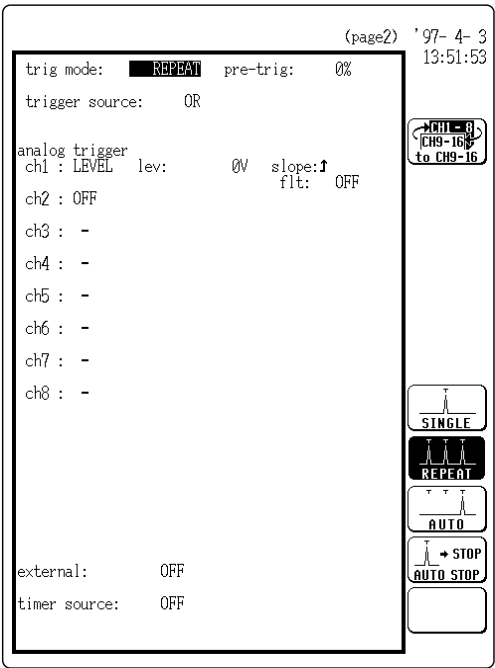 (page2) '97- 4- 3
13:51:53
trig mode: REPEAT pre-trig: 0%
trigger source: OR
analog trigger
ch1 : LEVEL lev: 0V slope:↥
flt: OFF
ch2 : OFF
ch3 : -
ch4 : -
ch5 : -
ch6 : -
ch7 : -
ch8 : -
external: OFF
timer source: OFF
CH1 - 8
CH9-16
to CH9-16
T
SINGLE
T T T
REPEAT
T T T
AUTO
T
→ STOP
AUTO STOP